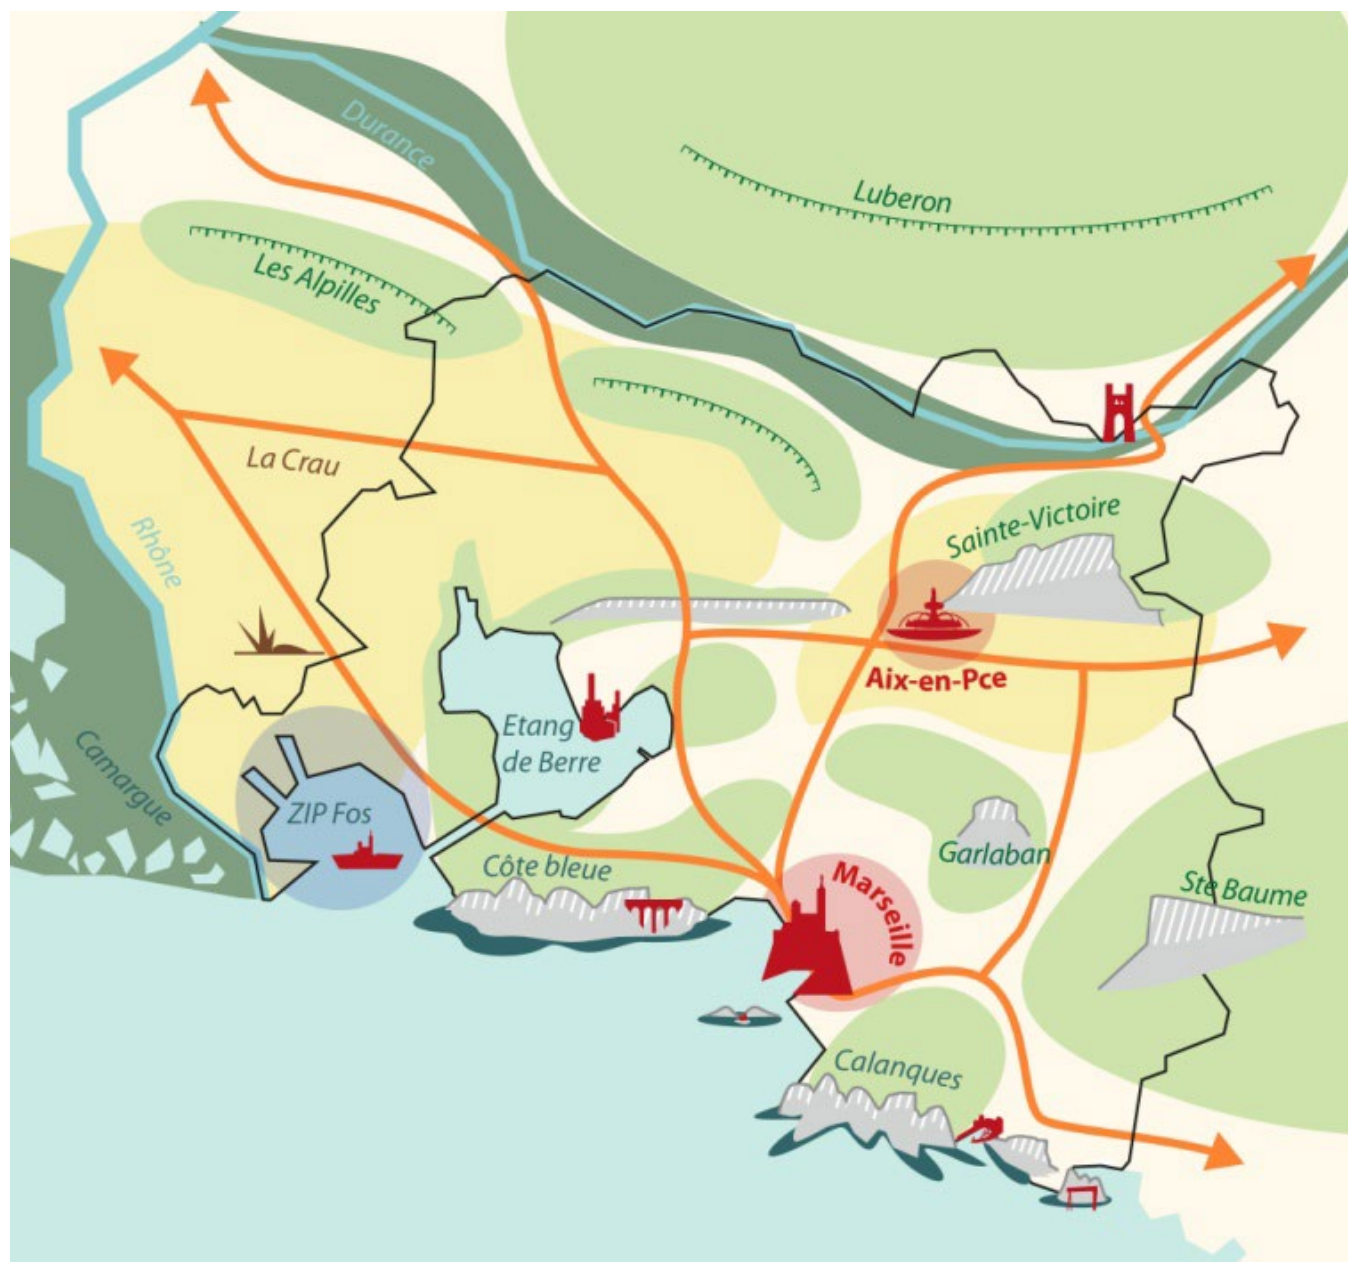 Durance
Luberon
Les Alpilles
La Crau
Sainte-Victoire
Rhône
Aix-en-Pce
Etang
de Berre
Camargue
ZIP Fos
Côte bleue
Garlaban
Marseille
Ste Baume
Calanques